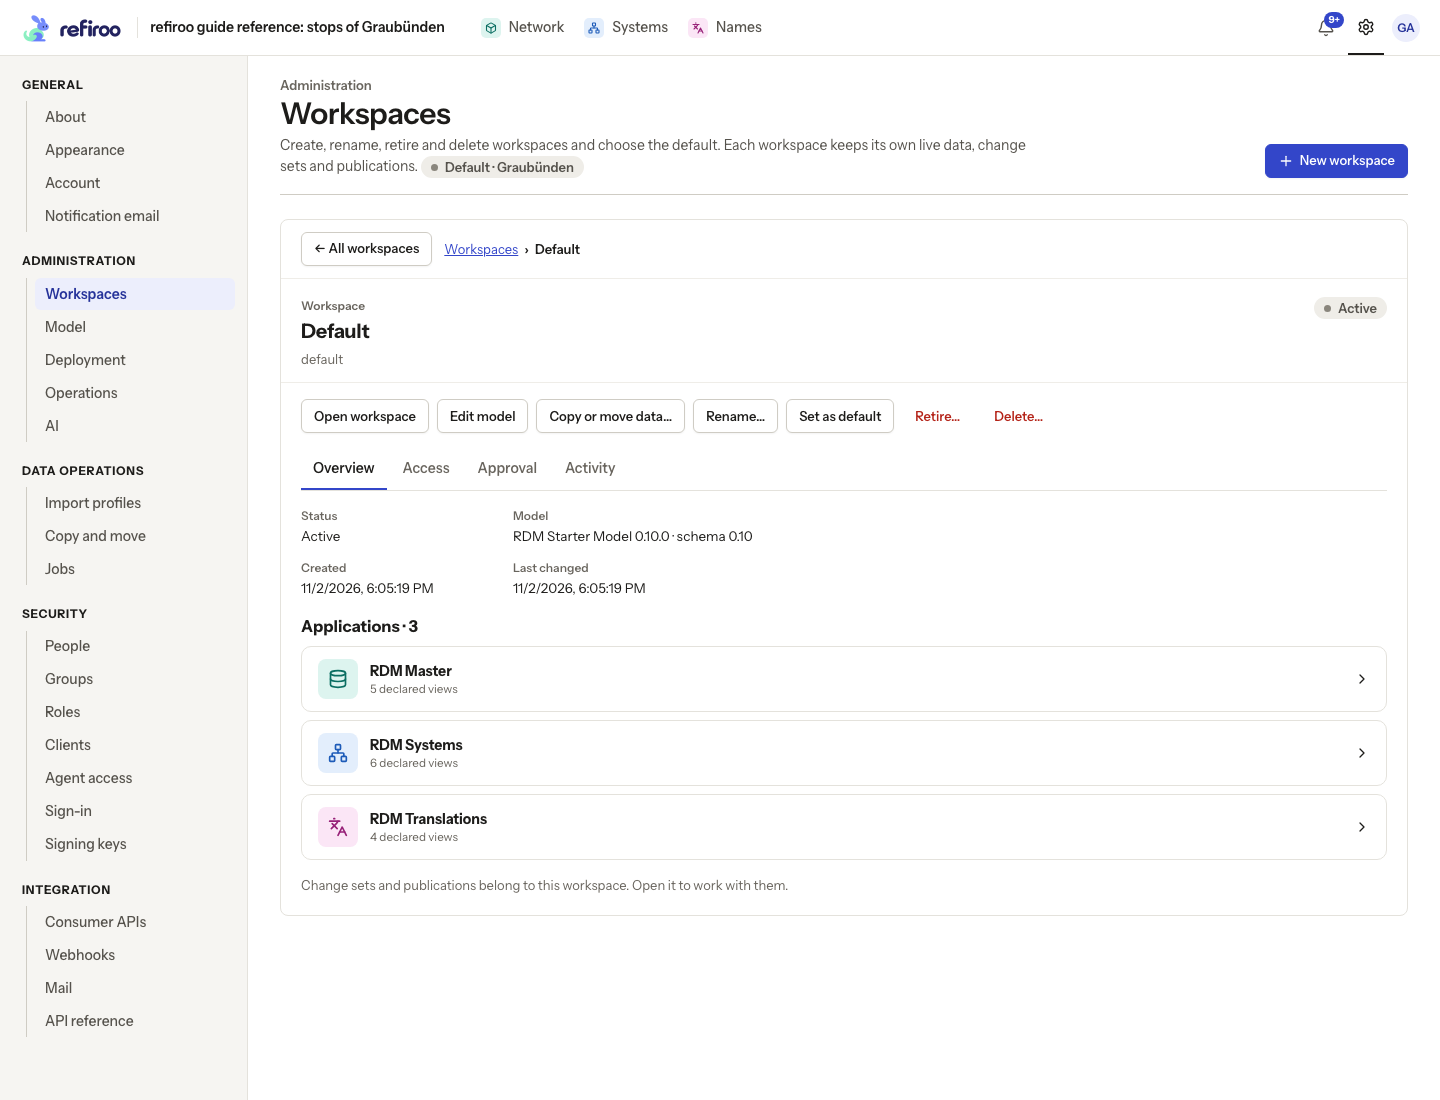 refiroo
refiroo guide reference: stops of Graubünden
Network
Systems
Names
9+
GA
GENERAL
About
Appearance
Account
Notification email
ADMINISTRATION
Workspaces
Model
Deployment
Operations
AI
DATA OPERATIONS
Import profiles
Copy and move
Jobs
SECURITY
People
Groups
Roles
Clients
Agent access
Sign-in
Signing keys
INTEGRATION
Consumer APIs
Webhooks
Mail
API reference
Administration
Workspaces
Create, rename, retire and delete workspaces and choose the default. Each workspace keeps its own live data, change
sets and publications. Default · Graubünden
+ New workspace
← All workspaces
Workspaces › Default
Workspace
Default
default
Active
Open workspace
Edit model
Copy or move data...
Rename...
Set as default
Retire...
Delete...
Overview
Access
Approval
Activity
Status
Active
Model
RDM Starter Model 0.10.0 · schema 0.10
Created
11/2/2026, 6:05:19 PM
Last changed
11/2/2026, 6:05:19 PM
Applications · 3
RDM Master
5 declared views
RDM Systems
6 declared views
RDM Translations
4 declared views
Change sets and publications belong to this workspace. Open it to work with them.